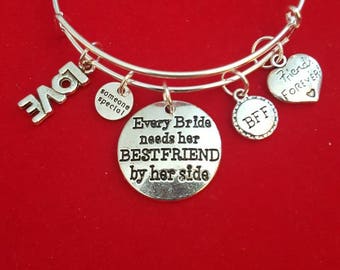 LOVE
someone
special
Every Bride
needs her
BESTFRIEND
by her side
BFF
Friend
FOREVER